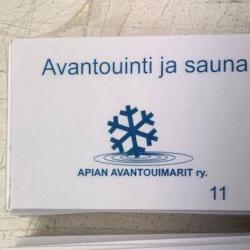 Avantouinti ja sauna
APIAN AVANTOUIMARIT ry.
11